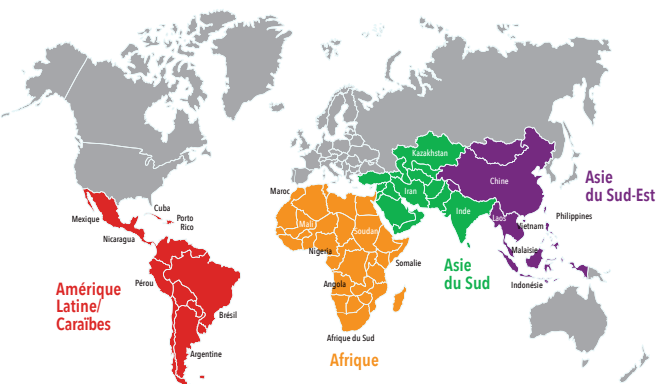 Kazakhstan
Chine
Asie
du Sud-Est
Maroc
Iran
Cuba
Inde
Mexique
Porto
Rico
Philippines
Laos
Mali
Vietnam
Soudan
Nicaragua
Nigeria
Malaisie
Somalie
Asie
du Sud
Pérou
Angola
Indonésie
Amérique
Latine/
Caraïbes
Brésil
Afrique du Sud
Argentine
Afrique